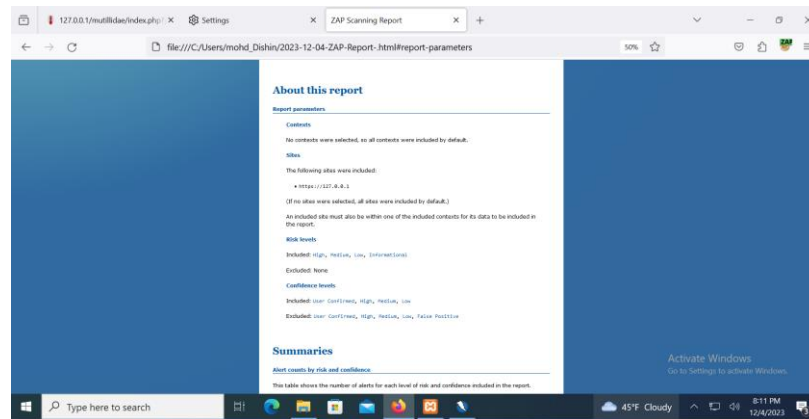 127.0.0.1/mutillidae/index.php
Settings
ZAP Scanning Report
file:///C:/Users/mohd_Dishin/2023-12-04-ZAP-Report-.html#report-parameters
50%
ZAP
About this report
Report parameters
Contexts
No contexts were selected, so all contexts were included by default.
Sites
The following sites were included:
• https://127.0.0.1
(If no sites were selected, all sites were included by default.)
An included site must also be within one of the included contexts for its data to be included in
the report.
Risk levels
Included: High, Medium, Low, Informational
Excluded: None
Confidence levels
Included: User Confirmed, High, Medium, Low
Excluded: User Confirmed, High, Medium, Low, False Positive
Summaries
Alert counts by risk and confidence
This table shows the number of alerts for each level of risk and confidence included in the report.
Activate Windows
Go to Settings to activate Windows.
Type here to search
45°F Cloudy
8:11 PM
12/4/2023